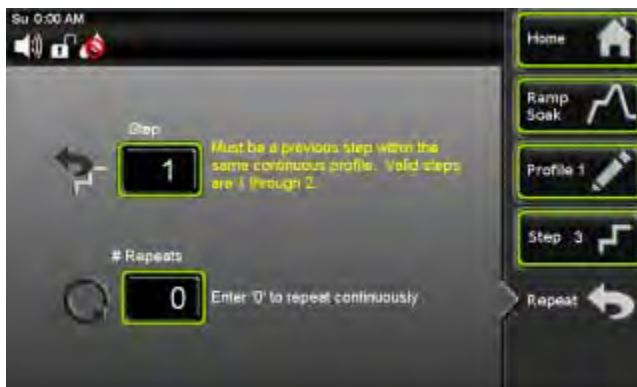 Su 0:00 AM
Home
Ramp
Soak
Profile 1
Step 3
Repeat
Step
1
Must be a previous step within the
same continuous profile. Valid steps
are 1 through 2.
# Repeats
0
Enter '0' to repeat continuously